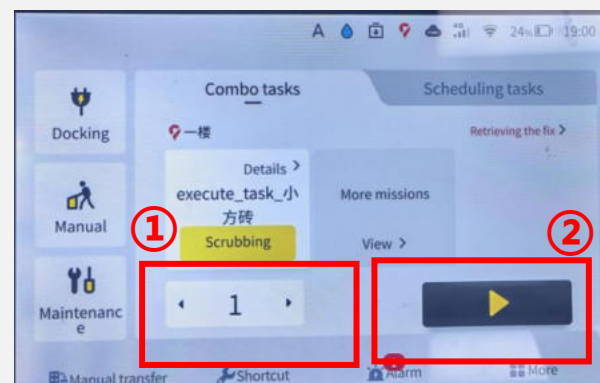 A 24% 19:00
Combo tasks
Scheduling tasks
Docking
一楼
Retrieving the fix >
Details >
execute_task_小
方砖
More missions
Manual
①
Scrubbing
View >
②
Maintenanc
e
1
Manual transfer
Shortcut
Alarm
More